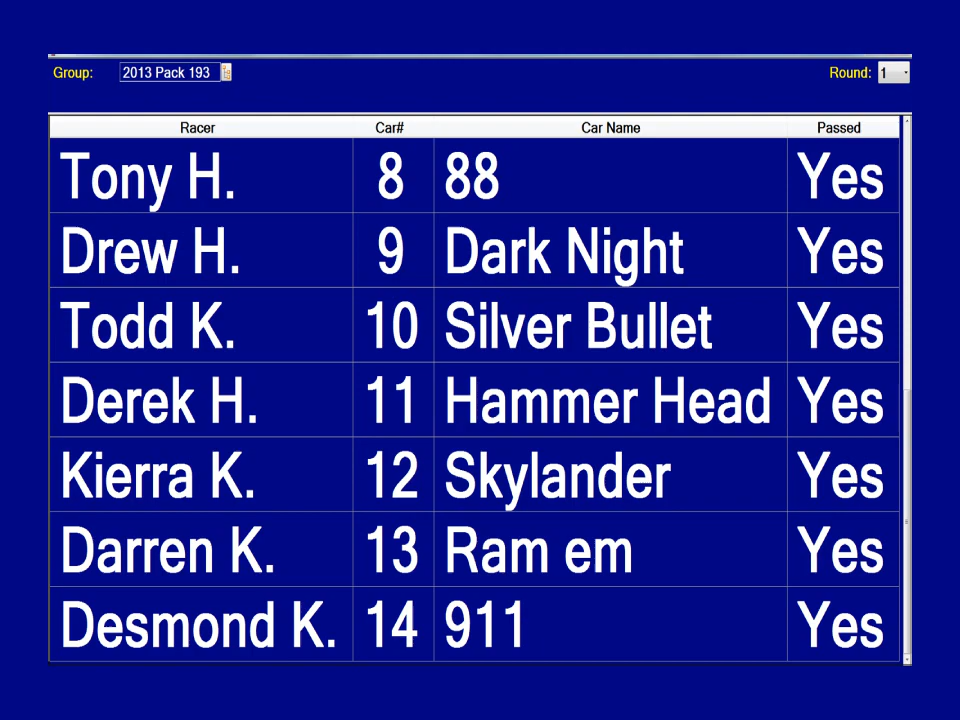 Group: 2013 Pack 193 Round: 1
Racer Car# Car Name Passed
Tony H. 8 88 Yes
Drew H. 9 Dark Night Yes
Todd K. 10 Silver Bullet Yes
Derek H. 11 Hammer Head Yes
Kierra K. 12 Skylander Yes
Darren K. 13 Ram em Yes
Desmond K. 14 911 Yes